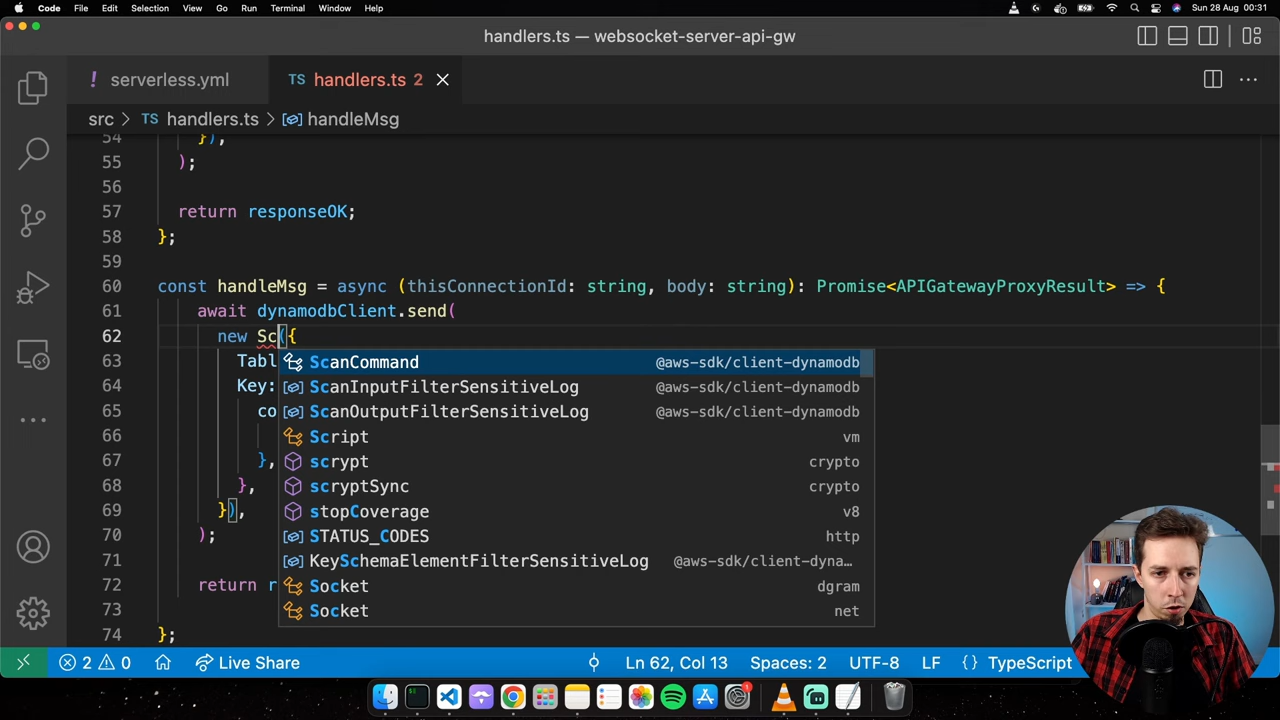 Code File Edit Selection View Go Run Terminal Window Help Sun 28 Aug 00:31
handlers.ts — websocket-server-api-gw
! serverless.yml TS handlers.ts 2
src > TS handlers.ts > handleMsg
54 }),
55 );
56
57 return responseOK;
58 };
59
60 const handleMsg = async (thisConnectionId: string, body: string): Promise<APIGatewayProxyResult> => {
61 await dynamodbClient.send(
62 new Sc({
63 Tabl
64 Key:
65 co
66
67 },
68 },
69 }),
70 );
71
72 return r
73
74 };
ScanCommand @aws-sdk/client-dynamodb
ScanInputFilterSensitiveLog @aws-sdk/client-dynamodb
ScanOutputFilterSensitiveLog @aws-sdk/client-dynamodb
Script vm
scrypt crypto
scryptSync crypto
stopCoverage v8
STATUS_CODES http
KeySchemaElementFilterSensitiveLog @aws-sdk/client-dyna…
Socket dgram
Socket net
2 0 Live Share Ln 62, Col 13 Spaces: 2 UTF-8 LF {} TypeScript
1